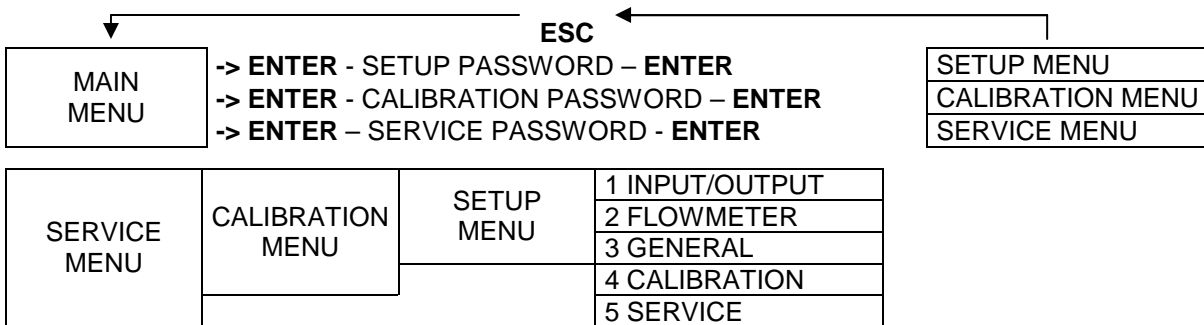 ESC
MAIN
MENU
-> ENTER - SETUP PASSWORD – ENTER
-> ENTER - CALIBRATION PASSWORD – ENTER
-> ENTER – SERVICE PASSWORD - ENTER
SETUP MENU
CALIBRATION MENU
SERVICE MENU
SERVICE
MENU
CALIBRATION
MENU
SETUP
MENU
1 INPUT/OUTPUT
2 FLOWMETER
3 GENERAL
4 CALIBRATION
5 SERVICE